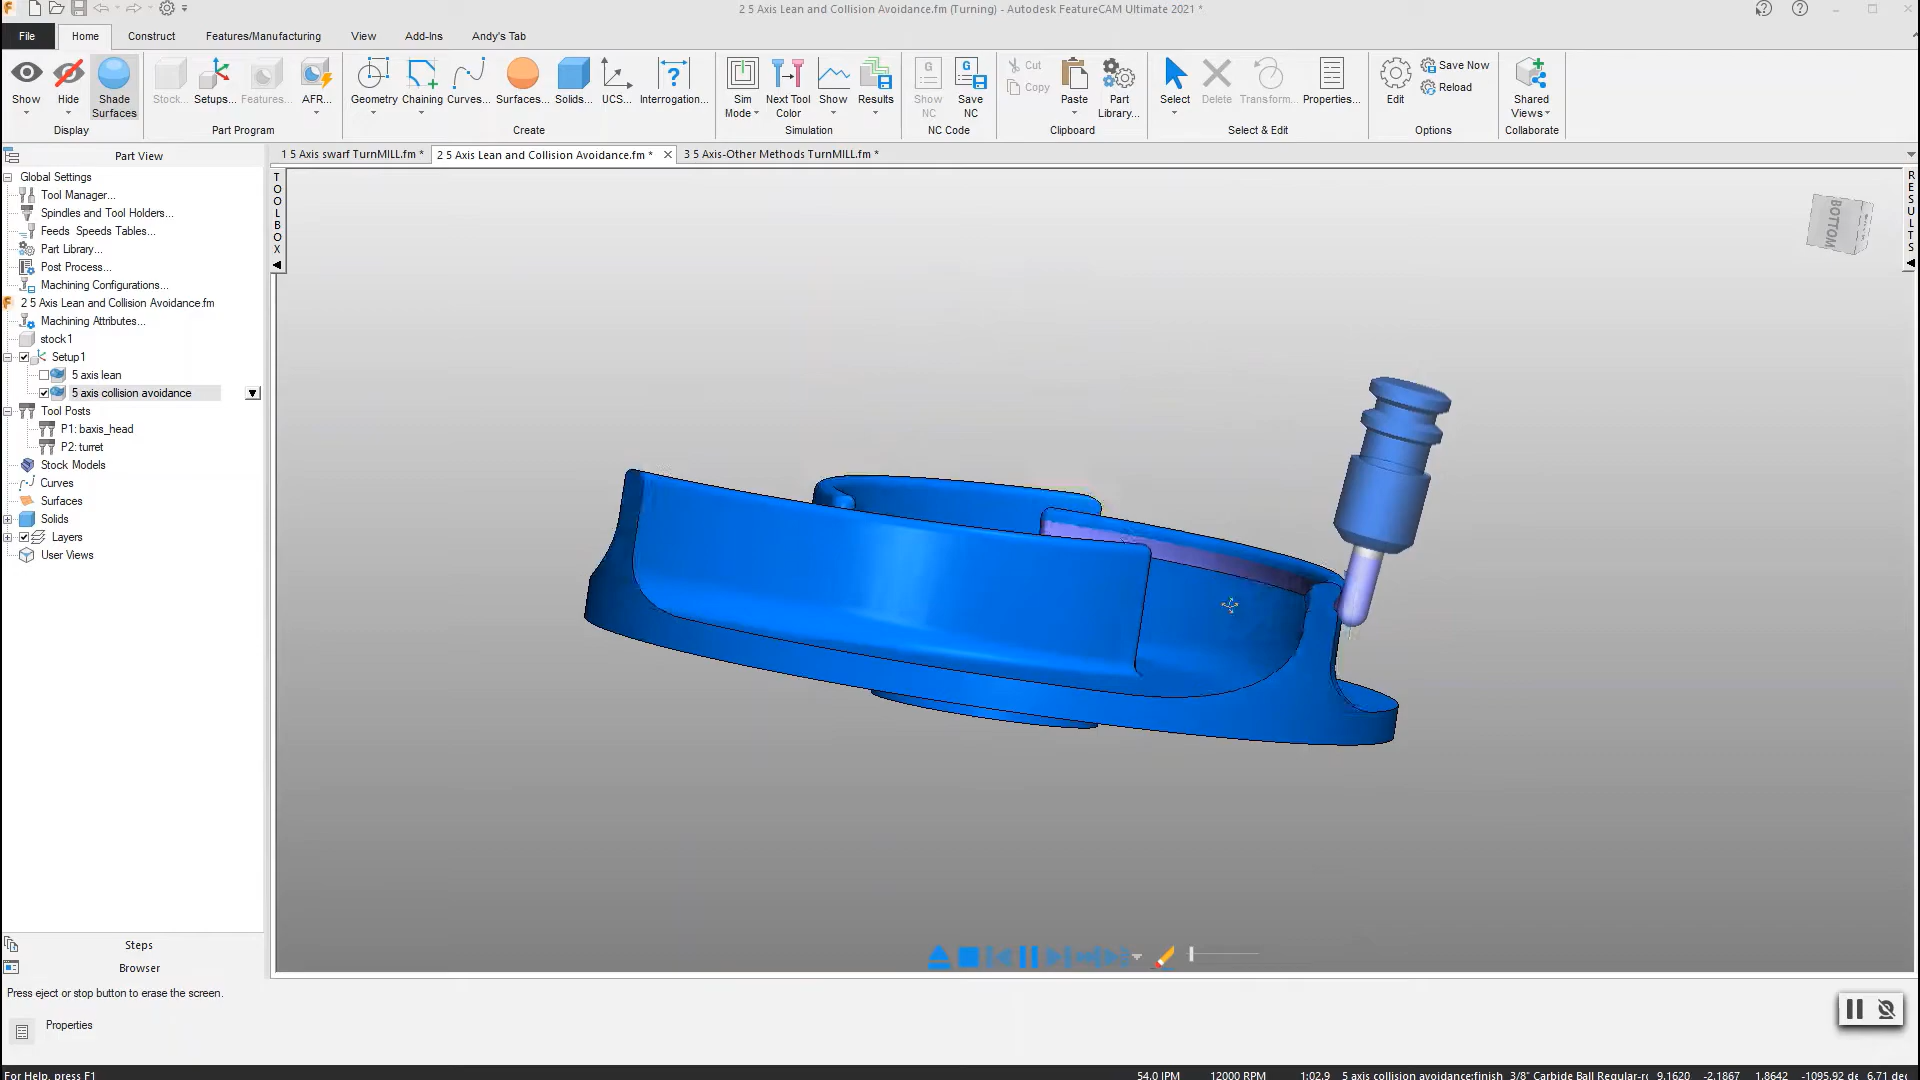 2 5 Axis Lean and Collision Avoidance.fm (Turning) - Autodesk FeatureCAM Ultimate 2021 *
File
Home
Construct
Features/Manufacturing
View
Add-Ins
Andy's Tab
Show
Hide
Shade Surfaces
Display
Stock...
Setups...
Features...
AFR...
Part Program
Geometry
Chaining
Curves...
Surfaces...
Solids...
UCS...
Interrogation...
Create
Sim Mode
Next Tool Color
Show
Results
Simulation
Show NC
Save NC
NC Code
Cut
Copy
Paste
Part Library...
Clipboard
Select
Delete
Transform...
Properties...
Select & Edit
Edit
Save Now
Reload
Options
Shared Views
Collaborate
Part View
1 5 Axis swarf TurnMILL.fm *
2 5 Axis Lean and Collision Avoidance.fm *
3 5 Axis-Other Methods TurnMILL.fm *
TOOLBOX
RESULTS
BOTTOM
Global Settings
Tool Manager...
Spindles and Tool Holders...
Feeds Speeds Tables...
Part Library...
Post Process...
Machining Configurations...
2 5 Axis Lean and Collision Avoidance.fm
Machining Attributes...
stock1
Setup1
5 axis lean
5 axis collision avoidance
Tool Posts
P1: baxis_head
P2: turret
Stock Models
Curves
Surfaces
Solids
Layers
User Views
Steps
Browser
Press eject or stop button to erase the screen.
Properties
For Help, press F1
54.0 IPM
12000 RPM
1:02.9
5 axis collision avoidance:finish
3/8" Carbide Ball Regular-rc
9.1620
-2.1867
1.8642
-1095.92 de
6.71 deg